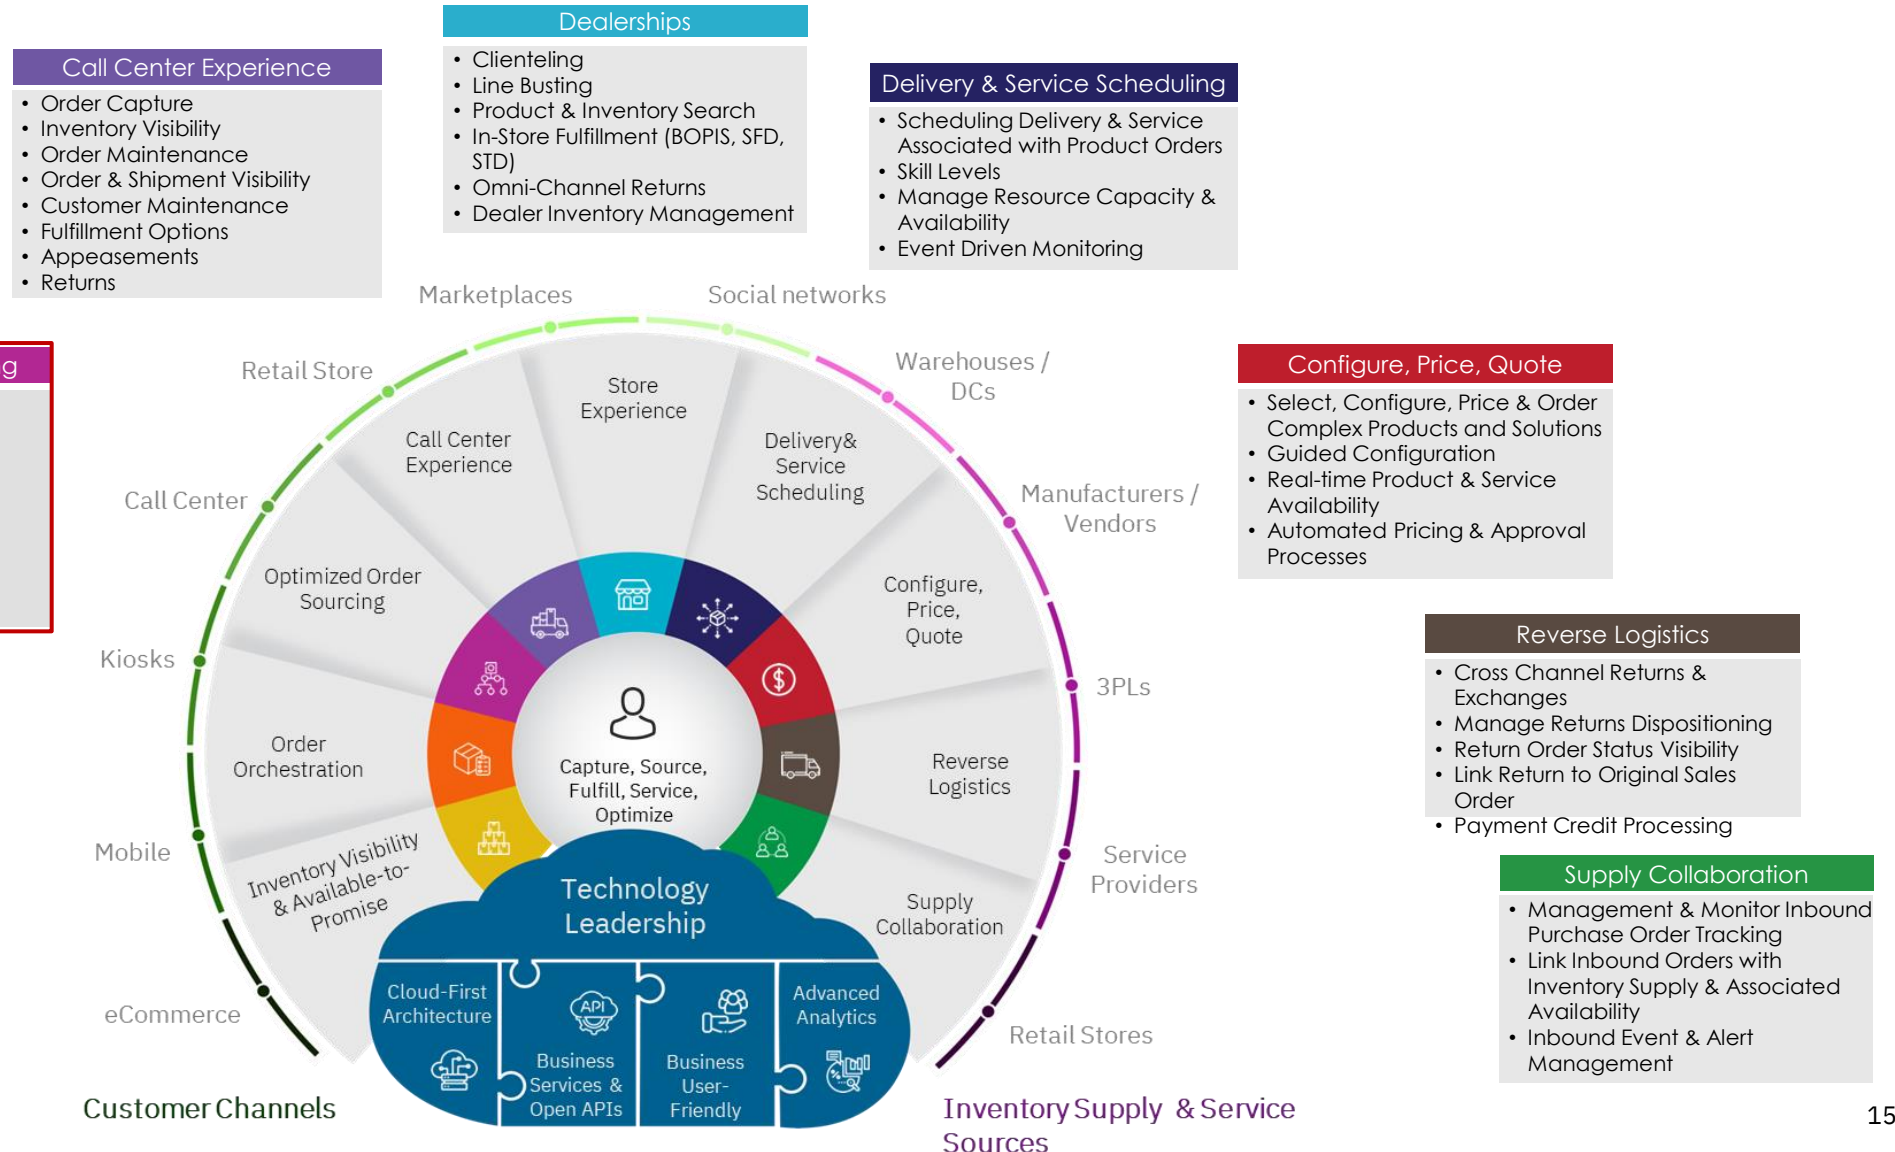 Dealerships
• Clienteling
• Line Busting
• Product & Inventory Search
• In-Store Fulfillment (BOPIS, SFD,
STD)
• Omni-Channel Returns
• Dealer Inventory Management
Call Center Experience
• Order Capture
• Inventory Visibility
• Order Maintenance
• Order & Shipment Visibility
• Customer Maintenance
• Fulfillment Options
• Appeasements
• Returns
Delivery & Service Scheduling
• Scheduling Delivery & Service
Associated with Product Orders
• Skill Levels
• Manage Resource Capacity &
Availability
• Event Driven Monitoring
g
Configure, Price, Quote
• Select, Configure, Price & Order
Complex Products and Solutions
• Guided Configuration
• Real-time Product & Service
Availability
• Automated Pricing & Approval
Processes
Reverse Logistics
• Cross Channel Returns &
Exchanges
• Manage Returns Dispositioning
• Return Order Status Visibility
• Link Return to Original Sales
Order
• Payment Credit Processing
Supply Collaboration
• Management & Monitor Inbound
Purchase Order Tracking
• Link Inbound Orders with
Inventory Supply & Associated
Availability
• Inbound Event & Alert
Management
Marketplaces
Social networks
Retail Store
Warehouses /
DCs
Call Center
Manufacturers /
Vendors
Kiosks
3PLs
Mobile
Service
Providers
eCommerce
Retail Stores
Store
Experience
Call Center
Experience
Delivery&
Service
Scheduling
Optimized Order
Sourcing
Configure,
Price,
Quote
Order
Orchestration
Reverse
Logistics
Inventory Visibility
& Available-to-
Promise
Supply
Collaboration
$
Capture, Source,
Fulfill, Service,
Optimize
Technology
Leadership
Cloud-First
Architecture
API
Business
Services &
Open APIs
Business
User-
Friendly
Advanced
Analytics
Customer Channels
Inventory Supply & Service
Sources
15